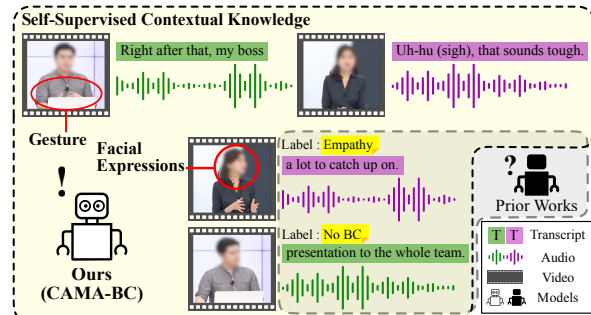 Self-Supervised Contextual Knowledge
Right after that, my boss
Uh-hu (sigh), that sounds tough.
Gesture
Facial
Expressions
!
Ours
(CAMA-BC)
Label : Empathy
a lot to catch up on.
Label : No BC
presentation to the whole team.
?
Prior Works
T T Transcript
Audio
Video
Models